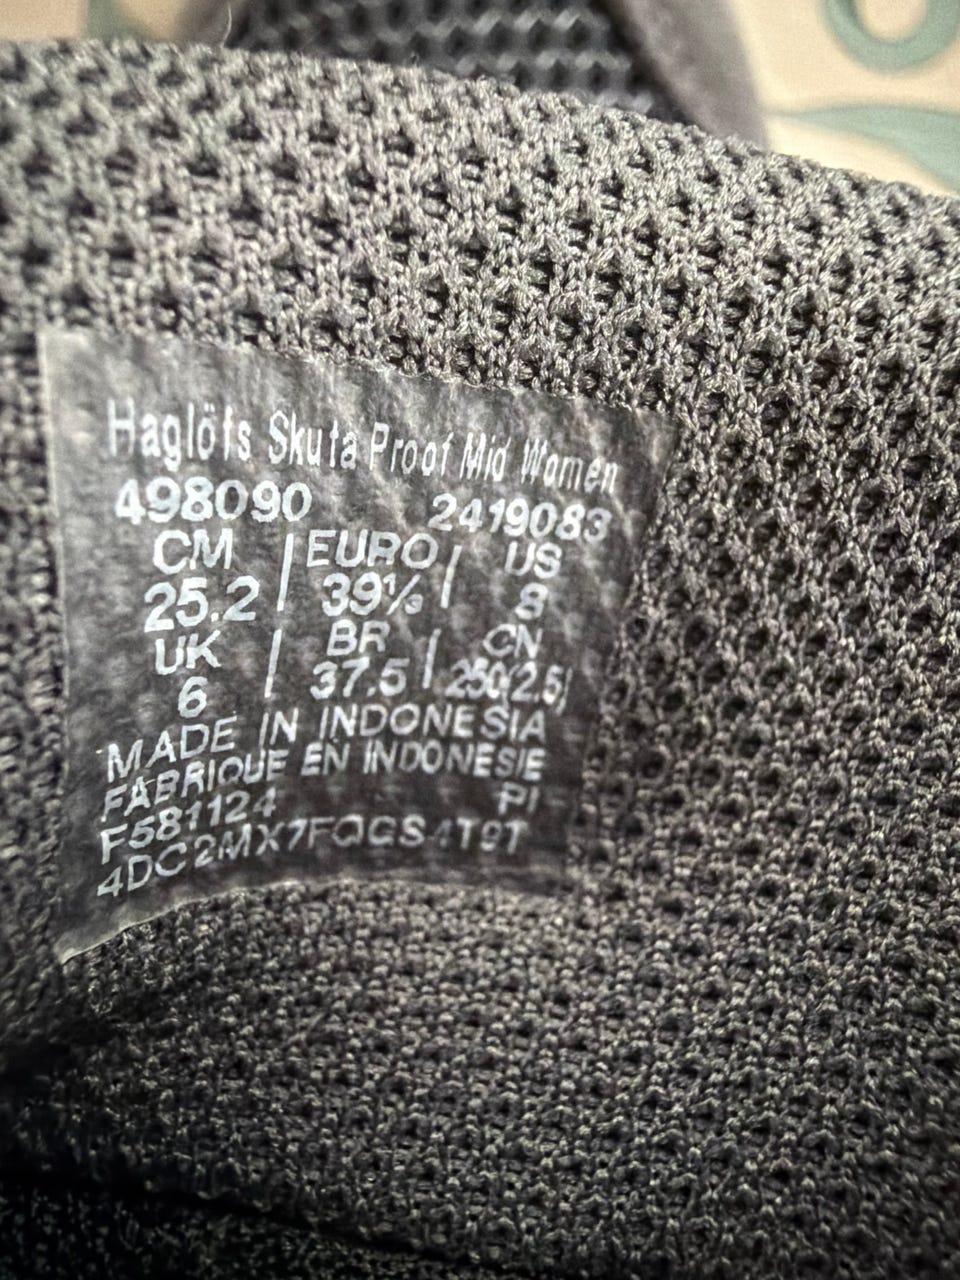 Haglöfs Skuta Proof Mid Women
498090 2419083
CM / EURO / US
25.2 / 39⅓ / 8
UK / BR / CN
6 / 37.5 / 250(2.5)
MADE IN INDONESIA
FABRIQUE EN INDONESIE
F581124 PI-
4DC2MX7FQGS4T9T